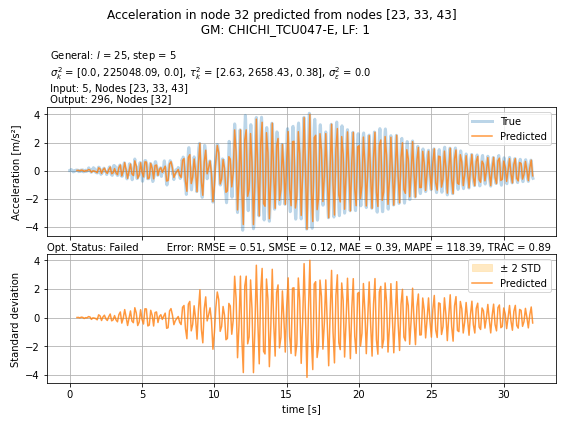 Acceleration in node 32 predicted from nodes [23, 33, 43]
GM: CHICHI_TCU047-E, LF: 1
General: l = 25, step = 5
σ²ₖ = [0.0, 225048.09, 0.0], τ²ₖ = [2.63, 2658.43, 0.38], σ²ᵣ = 0.0
Input: 5, Nodes [23, 33, 43]
Output: 296, Nodes [32]
Acceleration [m/s²]
4
2
0
−2
−4
True
Predicted
Opt. Status: Failed Error: RMSE = 0.51, SMSE = 0.12, MAE = 0.39, MAPE = 118.39, TRAC = 0.89
Standard deviation
4
2
0
−2
−4
± 2 STD
Predicted
0 5 10 15 20 25 30
time [s]